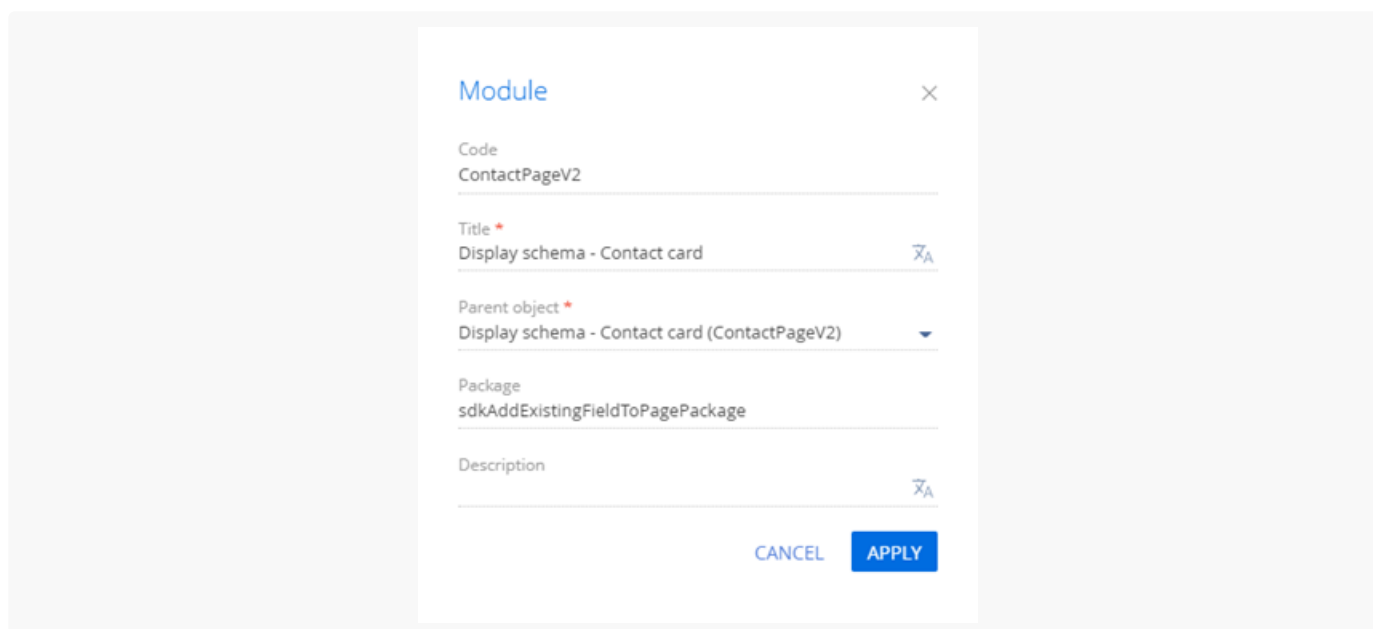 Module
Code
ContactPageV2
Title *
Display schema - Contact card
Parent object *
Display schema - Contact card (ContactPageV2)
Package
sdkAddExistingFieldToPagePackage
Description
CANCEL APPLY